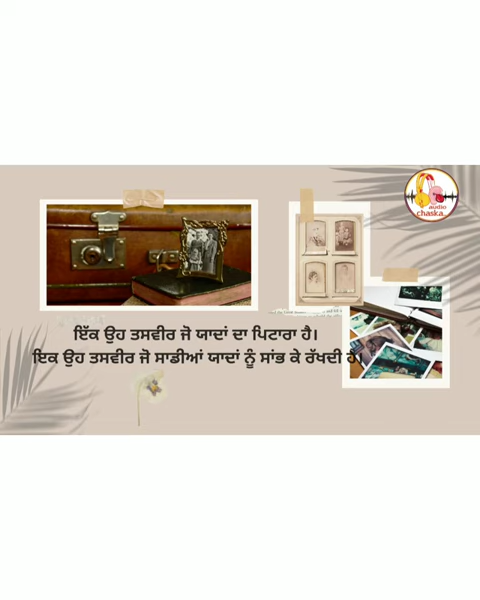 audio
chaska
ਇੱਕ ਉਹ ਤਸਵੀਰ ਜੋ ਯਾਦਾਂ ਦਾ ਪਿਟਾਰਾ ਹੈ।
ਇਕ ਉਹ ਤਸਵੀਰ ਜੋ ਸਾਡੀਆਂ ਯਾਦਾਂ ਨੂੰ ਸਾਂਭ ਕੇ ਰੱਖਦੀ ਹੈ।